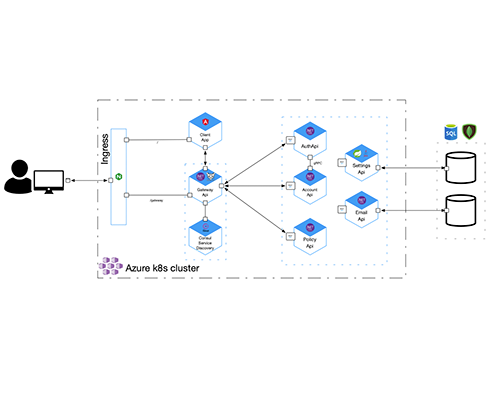 Ingress
Client
App
/
/gateway
Gateway
Api
Consul
Service
Discovery
AuthApi
gRPC
Account
Api
Policy
Api
Settings
Api
Email
Api
SQL
Azure k8s cluster